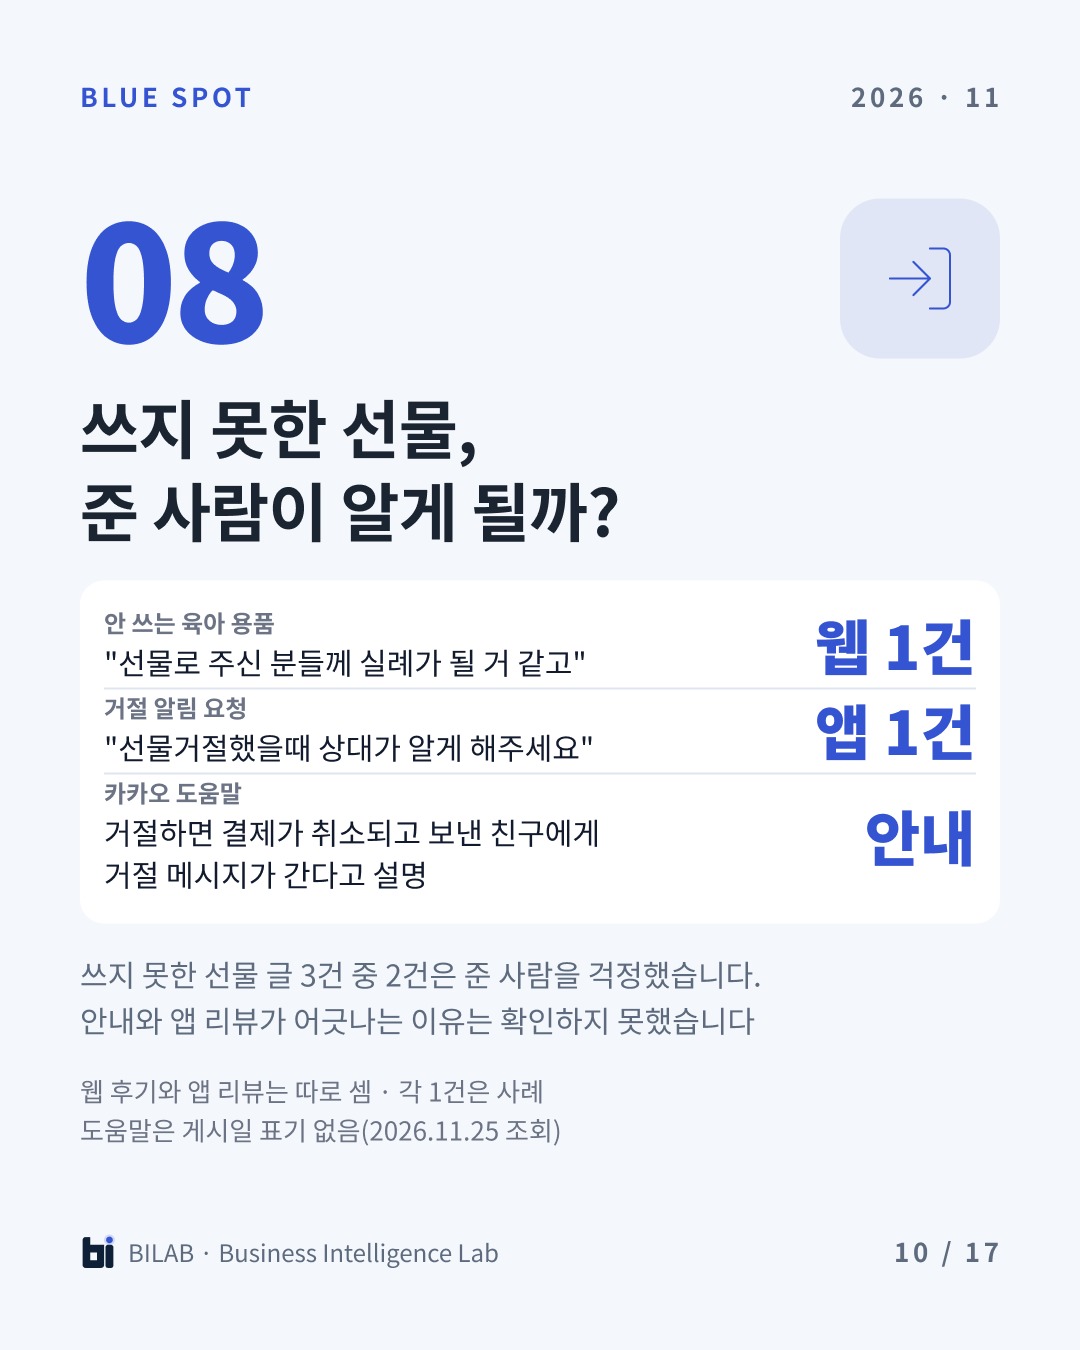 BLUE SPOT
2026 · 11
08
쓰지 못한 선물,
준 사람이 알게 될까?
안 쓰는 육아 용품
"선물로 주신 분들께 실례가 될 거 같고"
웹 1건
거절 알림 요청
"선물거절했을때 상대가 알게 해주세요"
앱 1건
카카오 도움말
거절하면 결제가 취소되고 보낸 친구에게
거절 메시지가 간다고 설명
안내
쓰지 못한 선물 글 3건 중 2건은 준 사람을 걱정했습니다.
안내와 앱 리뷰가 어긋나는 이유는 확인하지 못했습니다
웹 후기와 앱 리뷰는 따로 셈 · 각 1건은 사례
도움말은 게시일 표기 없음(2026.11.25 조회)
bi BILAB · Business Intelligence Lab
10 / 17